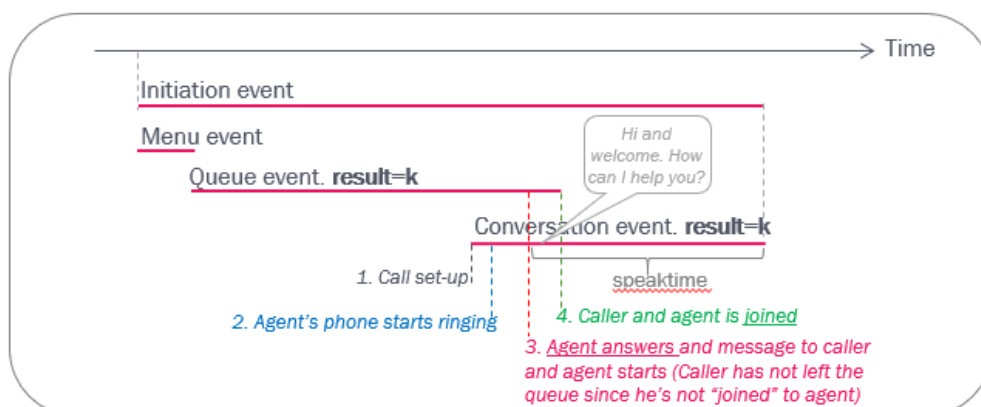 Time
Initiation event
Menu event
Hi and
welcome. How
can I help you?
Queue event. result=k
Conversation event. result=k
1. Call set-up
speaktime
2. Agent's phone starts ringing
4. Caller and agent is joined
3. Agent answers and message to caller
and agent starts (Caller has not left the
queue since he's not "joined" to agent)